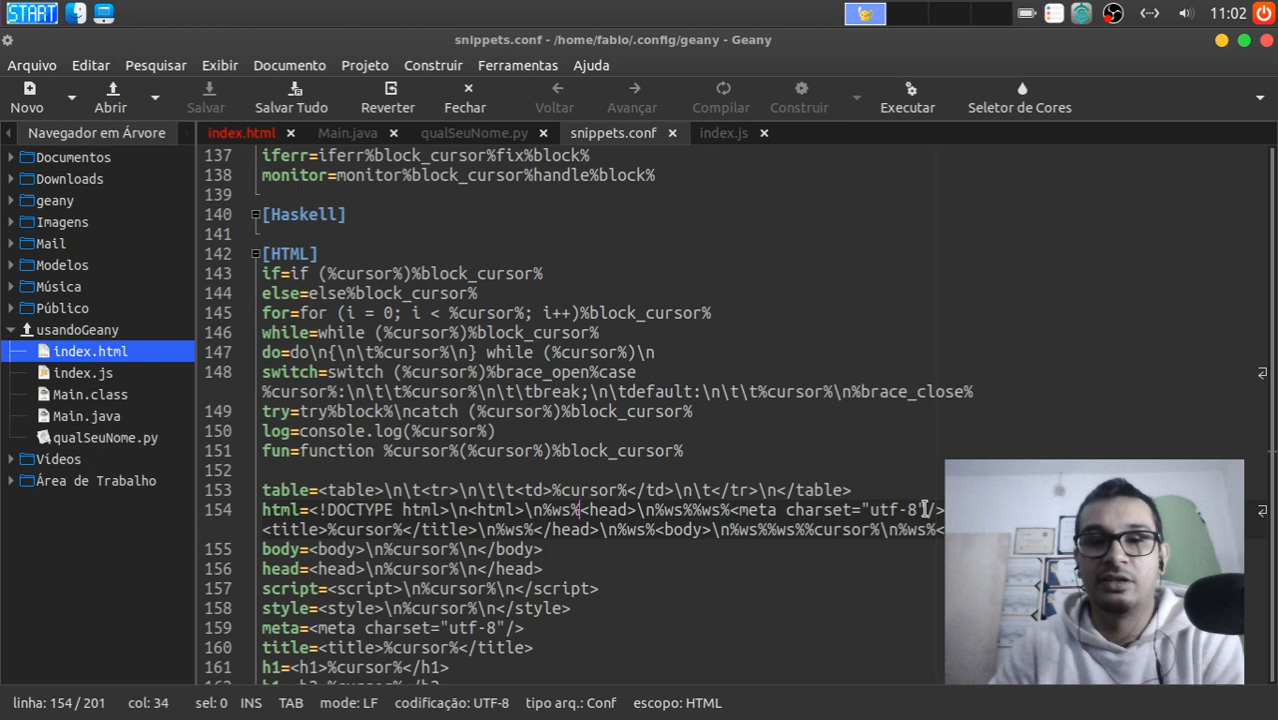 START
11:02
snippets.conf - /home/fabio/.config/geany - Geany
Arquivo Editar Pesquisar Exibir Documento Projeto Construir Ferramentas Ajuda
Novo Abrir Salvar Salvar Tudo Reverter Fechar Voltar Avançar Compilar Construir Executar Seletor de Cores
Navegador em Árvore
index.html Main.java qualSeuNome.py snippets.conf index.js
Documentos
Downloads
geany
Imagens
Mail
Modelos
Música
Público
usandoGeany
index.html
index.js
Main.class
Main.java
qualSeuNome.py
Vídeos
Área de Trabalho
137 iferr=iferr%block_cursor%fix%block%
138 monitor=monitor%block_cursor%handle%block%
139
140 [Haskell]
141
142 [HTML]
143 if=if (%cursor%)%block_cursor%
144 else=else%block_cursor%
145 for=for (i = 0; i < %cursor%; i++)%block_cursor%
146 while=while (%cursor%)%block_cursor%
147 do=do\n{\n\t%cursor%\n} while (%cursor%)\n
148 switch=switch (%cursor%)%brace_open%case
%cursor%:\n\t\t%cursor%\n\t\tbreak;\n\tdefault:\n\t\t%cursor%\n%brace_close%
149 try=try%block%\ncatch (%cursor%)%block_cursor%
150 log=console.log(%cursor%)
151 fun=function %cursor%(%cursor%)%block_cursor%
152
153 table=<table>\n\t<tr>\n\t\t<td>%cursor%</td>\n\t</tr>\n</table>
154 html=<!DOCTYPE html>\n<html>\n%ws%<head>\n%ws%%ws%<meta charset="utf-8"/>
<title>%cursor%</title>\n%ws%</head>\n%ws%<body>\n%ws%%ws%%cursor%\n%ws%<
155 body=<body>\n%cursor%\n</body>
156 head=<head>\n%cursor%\n</head>
157 script=<script>\n%cursor%\n</script>
158 style=<style>\n%cursor%\n</style>
159 meta=<meta charset="utf-8"/>
160 title=<title>%cursor%</title>
161 h1=<h1>%cursor%</h1>
linha: 154 / 201 col: 34 sel: 0 INS TAB mode: LF codificação: UTF-8 tipo arq.: Conf escopo: HTML